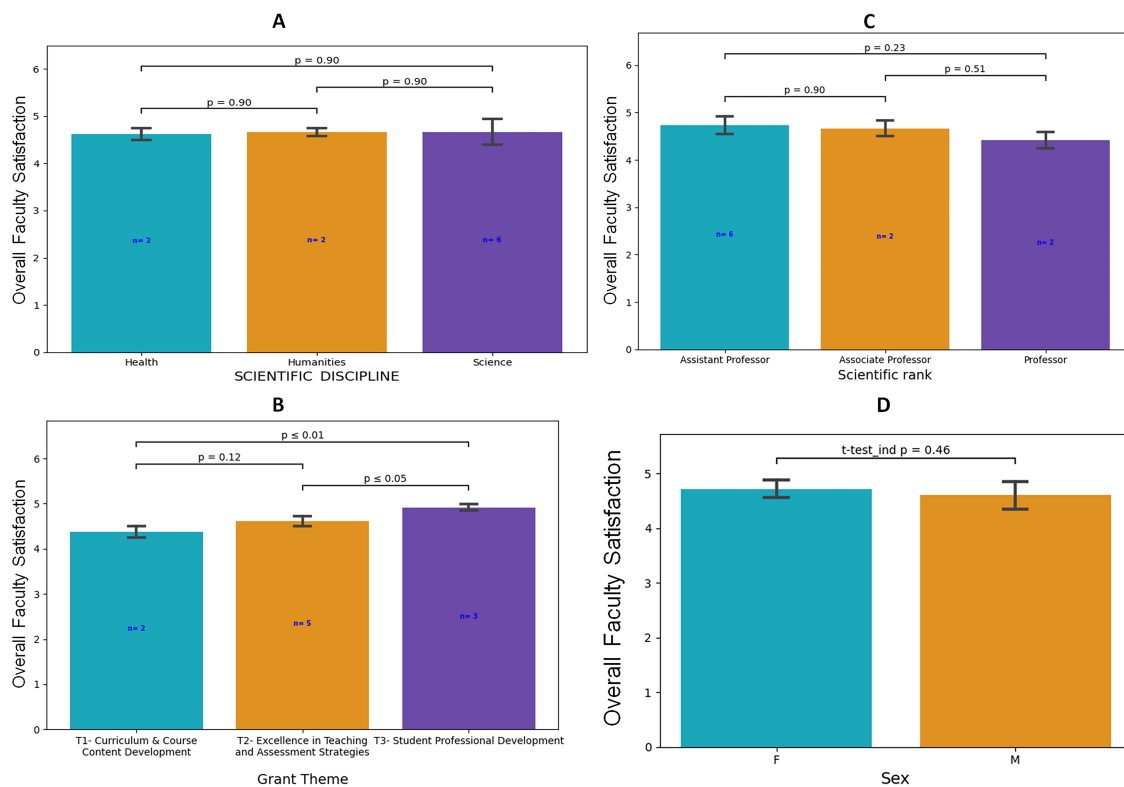 A
Overall Faculty Satisfaction
6
5
4
3
2
1
0
p = 0.90
p = 0.90
p = 0.90
n= 2
n= 2
n= 6
Health
Humanities
Science
SCIENTIFIC DISCIPLINE
C
Overall Faculty Satisfaction
6
5
4
3
2
1
0
p = 0.23
p = 0.51
p = 0.90
n= 6
n= 2
n= 2
Assistant Professor
Associate Professor
Professor
Scientific rank
B
Overall Faculty Satisfaction
6
5
4
3
2
1
0
p ≤ 0.01
p = 0.12
p ≤ 0.05
n= 2
n= 5
n= 3
T1- Curriculum & Course
Content Development
T2- Excellence in Teaching
and Assessment Strategies
T3- Student Professional Development
Grant Theme
D
Overall Faculty Satisfaction
5
4
3
2
1
0
t-test_ind p = 0.46
F
M
Sex